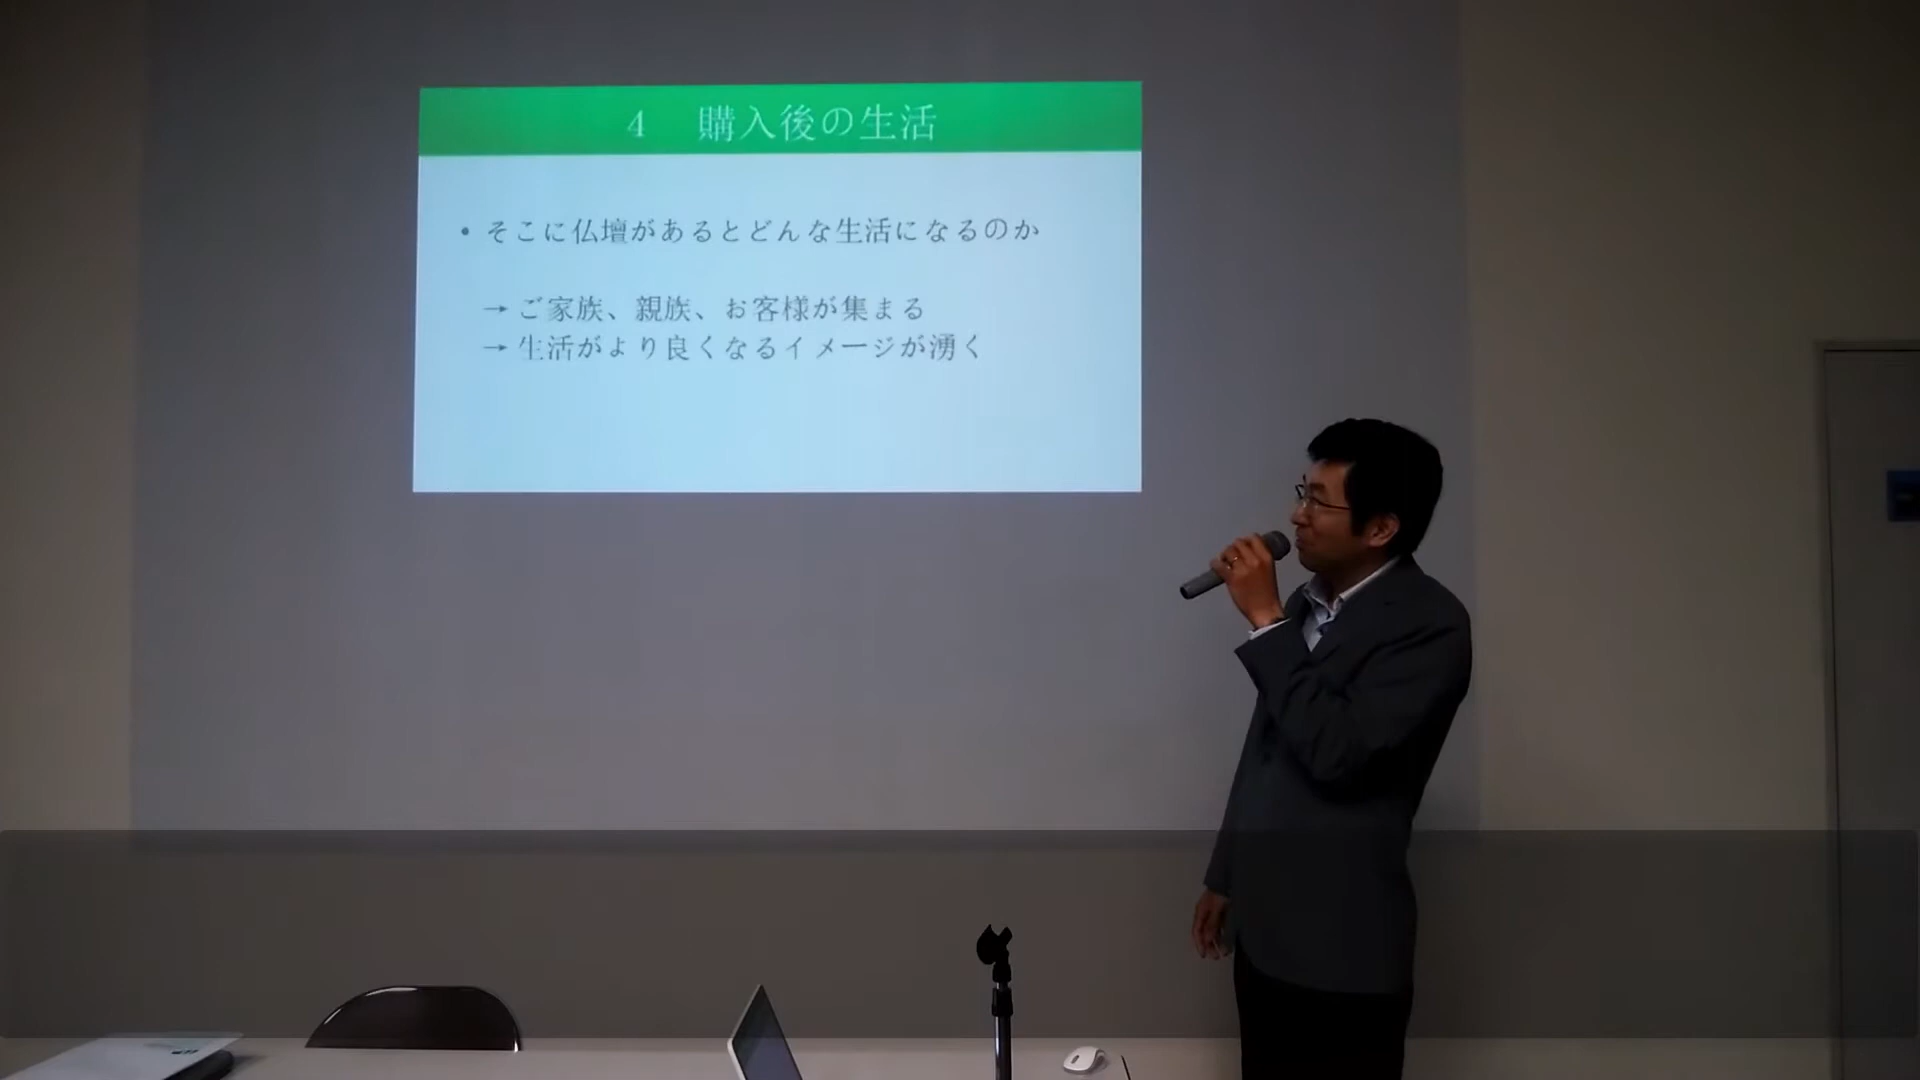 4 購入後の生活
• そこに仏壇があるとどんな生活になるのか
→ ご家族、親族、お客様が集まる
→ 生活がより良くなるイメージが湧く